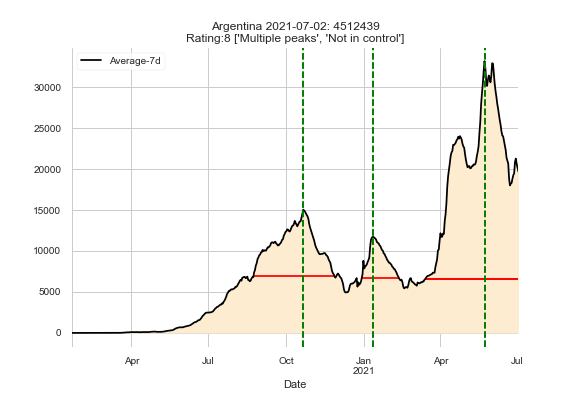 Argentina 2021-07-02: 4512439
Rating:8 ['Multiple peaks', 'Not in control']
Average-7d
30000
25000
20000
15000
10000
5000
0
Apr
Jul
Oct
Jan
2021
Apr
Jul
Date